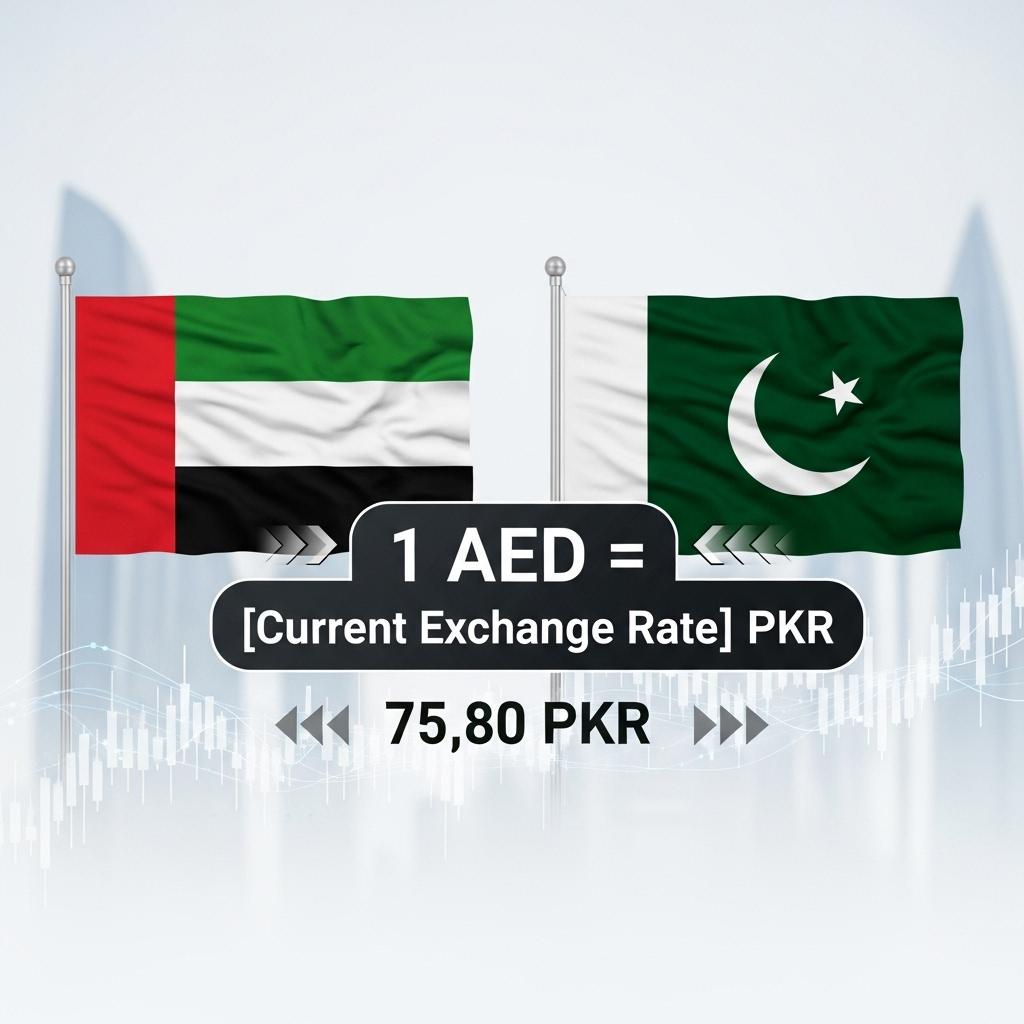 1 AED =
[Current Exchange Rate] PKR
75,80 PKR